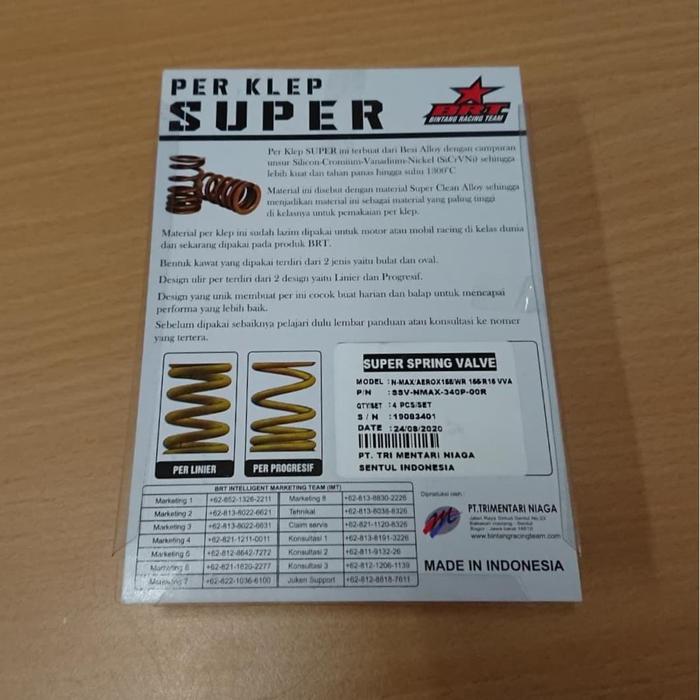 PER KLEP
SUPER
BRT
BINTANG RACING TEAM
Per Klep SUPER ini terbuat dari Besi Alloy dengan campuran
unsur Silicon-Cromium-Vanadium-Nickel (SiCrVNi) sehingga
lebih kuat dan tahan panas hingga suhu 1300°C
Material ini disebut dengan material Super Clean Alloy sehingga
menjadikan material ini sebagai material yang paling tinggi
di kelasnya untuk pemakaian per klep.
Material per klep ini sudah lazim dipakai untuk motor atau mobil racing di kelas dunia
dan sekarang dipakai pada produk BRT.
Bentuk kawat yang dipakai terdiri dari 2 jenis yaitu bulat dan oval.
Design ulir per terdiri dari 2 design yaitu Linier dan Progresif.
Design yang unik membuat per ini cocok buat harian dan balap untuk mencapai
performa yang lebih baik.
Sebelum dipakai sebaiknya pelajari dulu lembar panduan atau konsultasi ke nomer
yang tertera.
PER LINIER
PER PROGRESIF
SUPER SPRING VALVE
MODEL : N-MAX/AEROX155/WR 155/R15 VVA
P/N : SSV-NMAX-340P-00R
QTY/SET : 4 PCS/SET
S / N : 19083401
DATE : 24/08/2020
PT. TRI MENTARI NIAGA
SENTUL INDONESIA
BRT INTELLIGENT MARKETING TEAM (IMT)
Marketing 1 +62-852-1326-2211 Marketing 8 +62-813-8830-2226
Marketing 2 +62-813-8022-6621 Tehnikal +62-813-8038-8326
Marketing 3 +62-813-8022-6631 Claim servis +62-821-1120-8326
Marketing 4 +62-821-1211-0011 Konsultasi 1 +62-813-8191-3226
Marketing 5 +62-812-8642-7272 Konsultasi 2 +62-811-9132-26
Marketing 6 +62-821-1620-2277 Konsultasi 3 +62-812-1206-1139
Marketing 7 +62-822-1036-6100 Juken Support +62-812-8818-7611
Diproduksi oleh :
PT.TRIMENTARI NIAGA
Jalan Raya Sirkuit Sentul No.23
Bogor - Jawa barat 16810
www.bintangracingteam.com
MADE IN INDONESIA